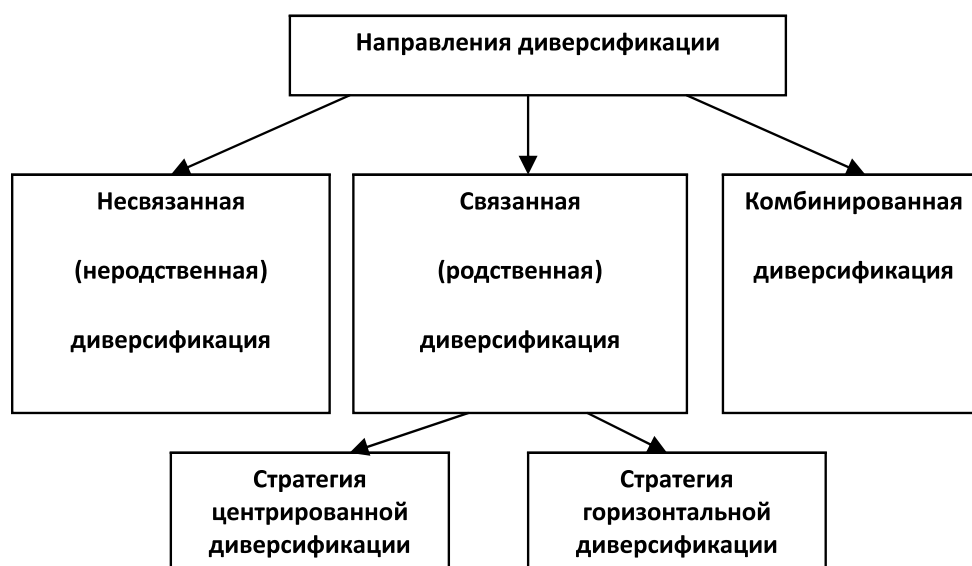 Направления диверсификации
Несвязанная
(неродственная)
диверсификация
Связанная
(родственная)
диверсификация
Комбинированная
диверсификация
Стратегия
центрированной
диверсификации
Стратегия
горизонтальной
диверсификации